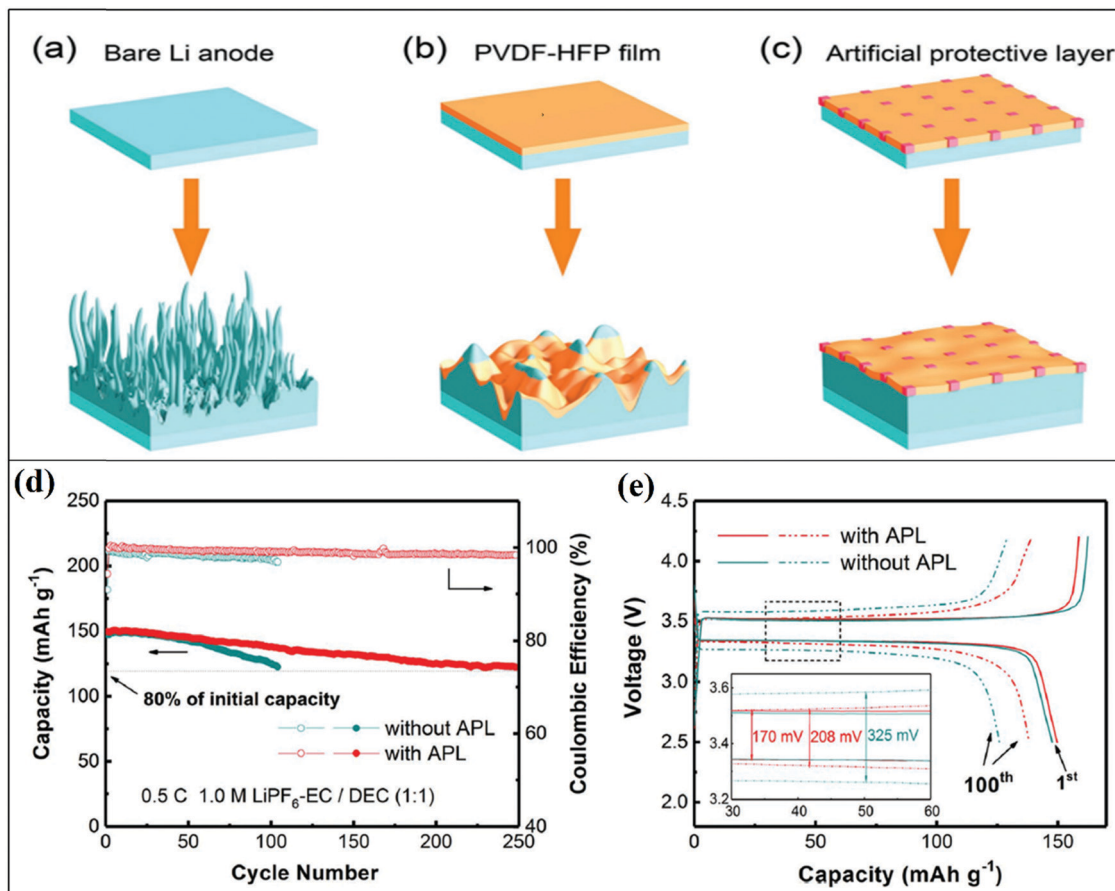 (a) Bare Li anode
(b) PVDF-HFP film
(c) Artificial protective layer
(d)
250
200
150
100
75
0
Capacity (mAh g⁻¹)
100
80
60
40
Coulombic Efficiency (%)
80% of initial capacity
without APL
with APL
0.5 C 1.0 M LiPF₆-EC / DEC (1:1)
0 50 100 150 200 250
Cycle Number
(e)
4.5
4.0
3.5
3.0
2.5
2.0
Voltage (V)
with APL
without APL
3.6
3.4
3.2
170 mV 208 mV 325 mV
30 40 50 60
100th
1st
0 50 100 150
Capacity (mAh g⁻¹)